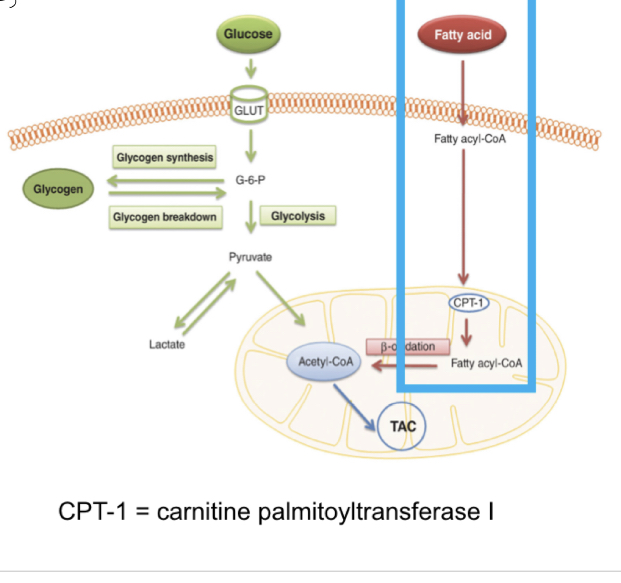 Glucose
Fatty acid
GLUT
Fatty acyl-CoA
Glycogen synthesis
Glycogen
G-6-P
Glycogen breakdown
Glycolysis
Pyruvate
CPT-1
Lactate
Acetyl-CoA
Fatty acyl-CoA
TAC
CPT-1 = carnitine palmitoyltransferase I